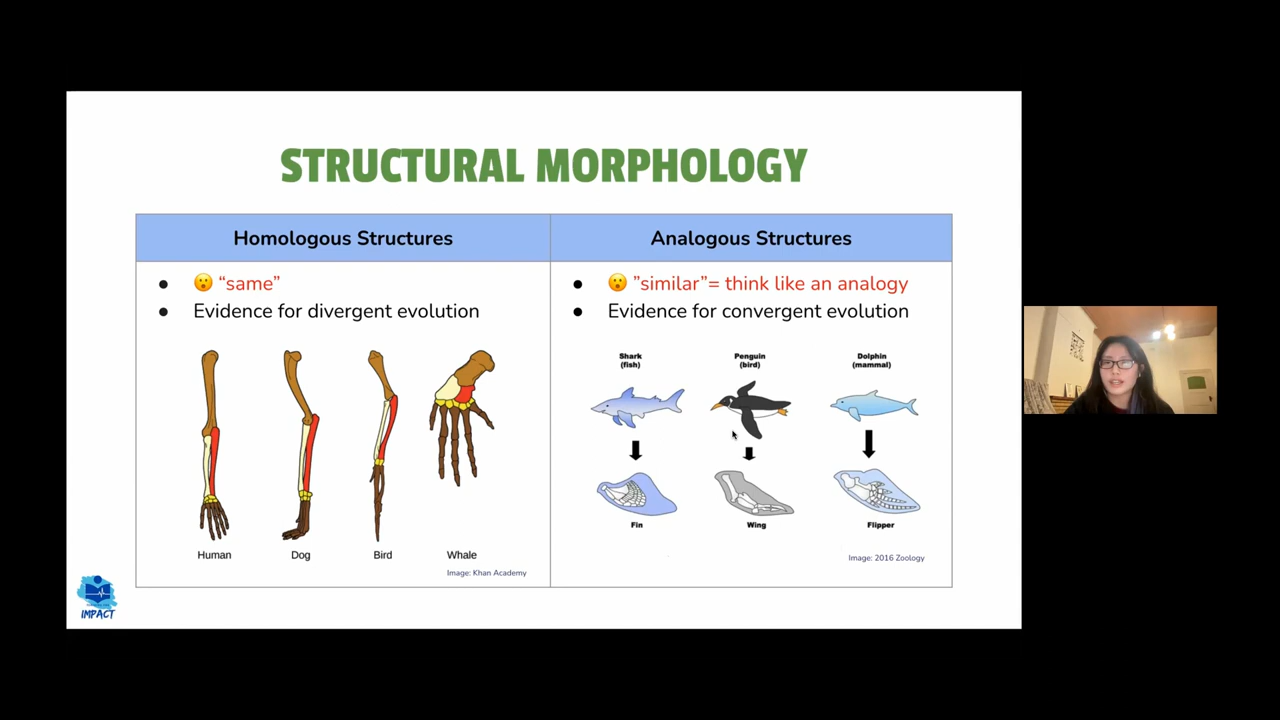 STRUCTURAL MORPHOLOGY
Homologous Structures
Analogous Structures
● 😮 “same”
● Evidence for divergent evolution
● 😮 ”similar”= think like an analogy
● Evidence for convergent evolution
Human
Dog
Bird
Whale
Image: Khan Academy
Shark
(fish)
Penguin
(bird)
Dolphin
(mammal)
Fin
Wing
Flipper
Image: 2016 Zoology
IMPACT